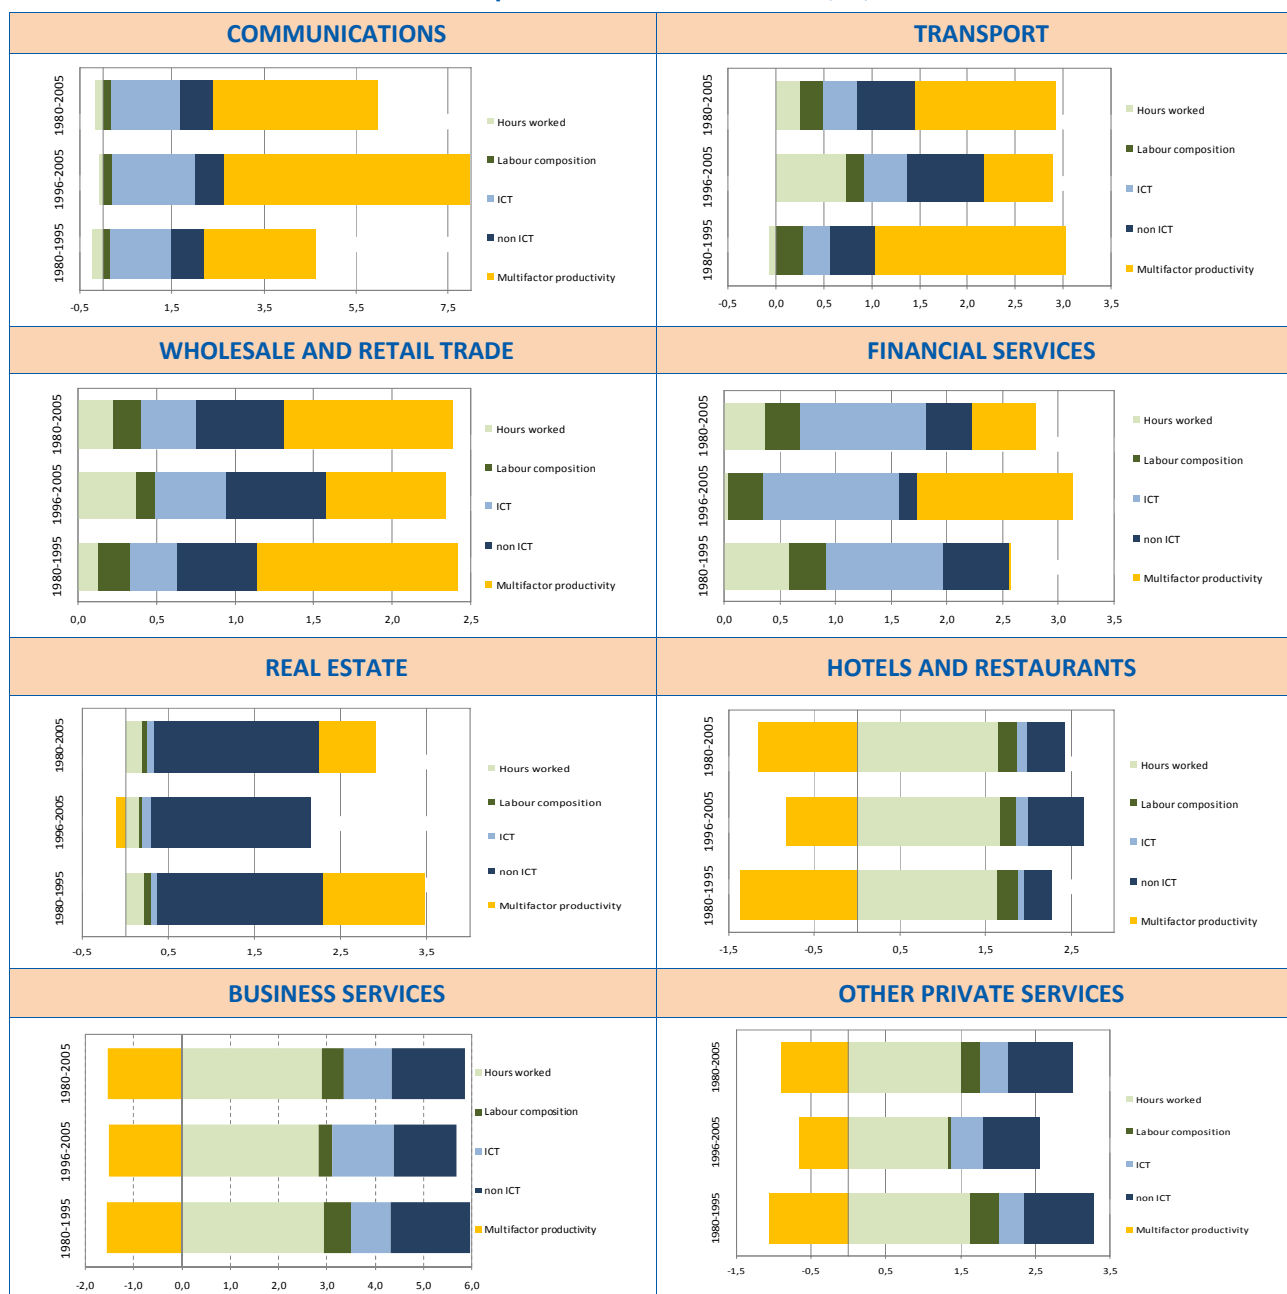 COMMUNICATIONS
TRANSPORT
1980-2005
1996-2005
1980-1995
Hours worked
Labour composition
ICT
non ICT
Multifactor productivity
-0,5 1,5 3,5 5,5 7,5
1980-2005
1996-2005
1980-1995
Hours worked
Labour composition
ICT
non ICT
Multifactor productivity
-0,5 0,0 0,5 1,0 1,5 2,0 2,5 3,0 3,5
WHOLESALE AND RETAIL TRADE
FINANCIAL SERVICES
1980-2005
1996-2005
1980-1995
Hours worked
Labour composition
ICT
non ICT
Multifactor productivity
0,0 0,5 1,0 1,5 2,0 2,5
1980-2005
1996-2005
1980-1995
Hours worked
Labour composition
ICT
non ICT
Multifactor productivity
0,0 0,5 1,0 1,5 2,0 2,5 3,0 3,5
REAL ESTATE
HOTELS AND RESTAURANTS
1980-2005
1996-2005
1980-1995
Hours worked
Labour composition
ICT
non ICT
Multifactor productivity
-0,5 0,5 1,5 2,5 3,5
1980-2005
1996-2005
1980-1995
Hours worked
Labour composition
ICT
non ICT
Multifactor productivity
-1,5 -0,5 0,5 1,5 2,5
BUSINESS SERVICES
OTHER PRIVATE SERVICES
1980-2005
1996-2005
1980-1995
Hours worked
Labour composition
ICT
non ICT
Multifactor productivity
-2,0 -1,0 0,0 1,0 2,0 3,0 4,0 5,0 6,0
1980-2005
1996-2005
1980-1995
Hours worked
Labour composition
ICT
non ICT
Multifactor productivity
-1,5 -0,5 0,5 1,5 2,5 3,5